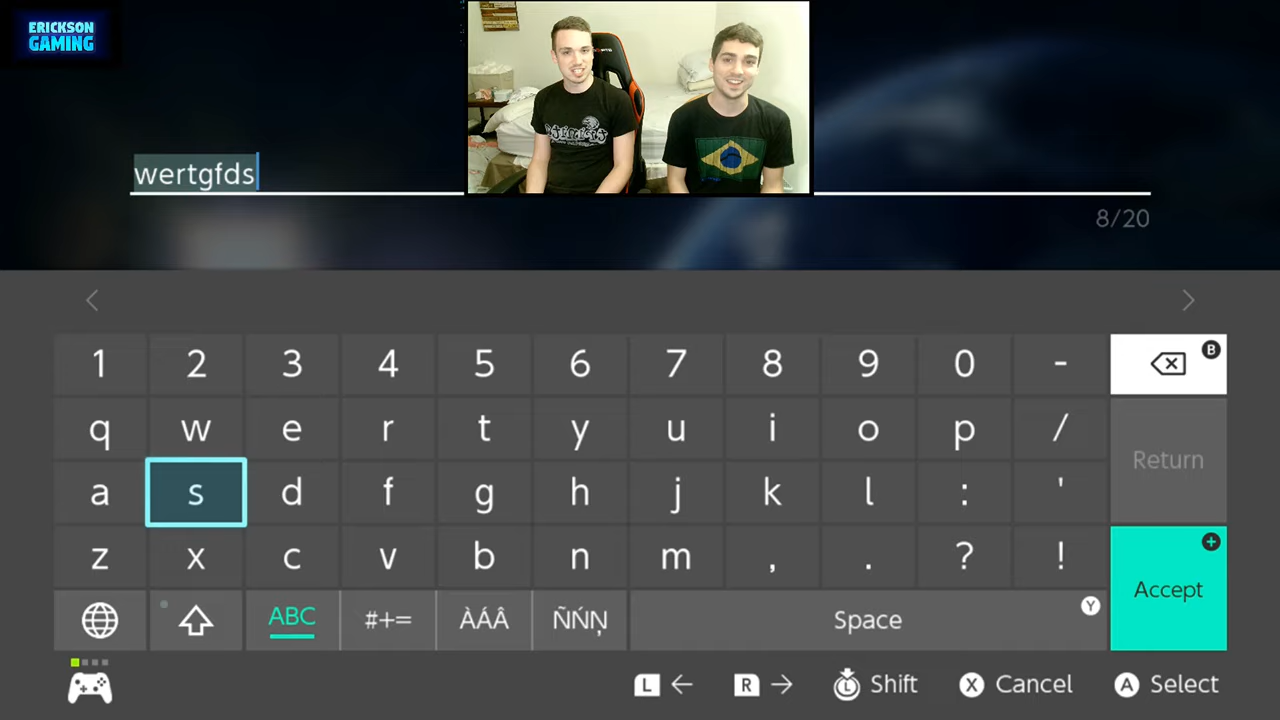 ERICKSON
GAMING
wertgfds
8/20
1 2 3 4 5 6 7 8 9 0 -
B
q w e r t y u i o p /
Return
a s d f g h j k l : '
z x c v b n m , . ? !
+
Accept
ABC #+= ÀÁÂ ÑŃŅ Space Y
L ← R → L Shift X Cancel A Select